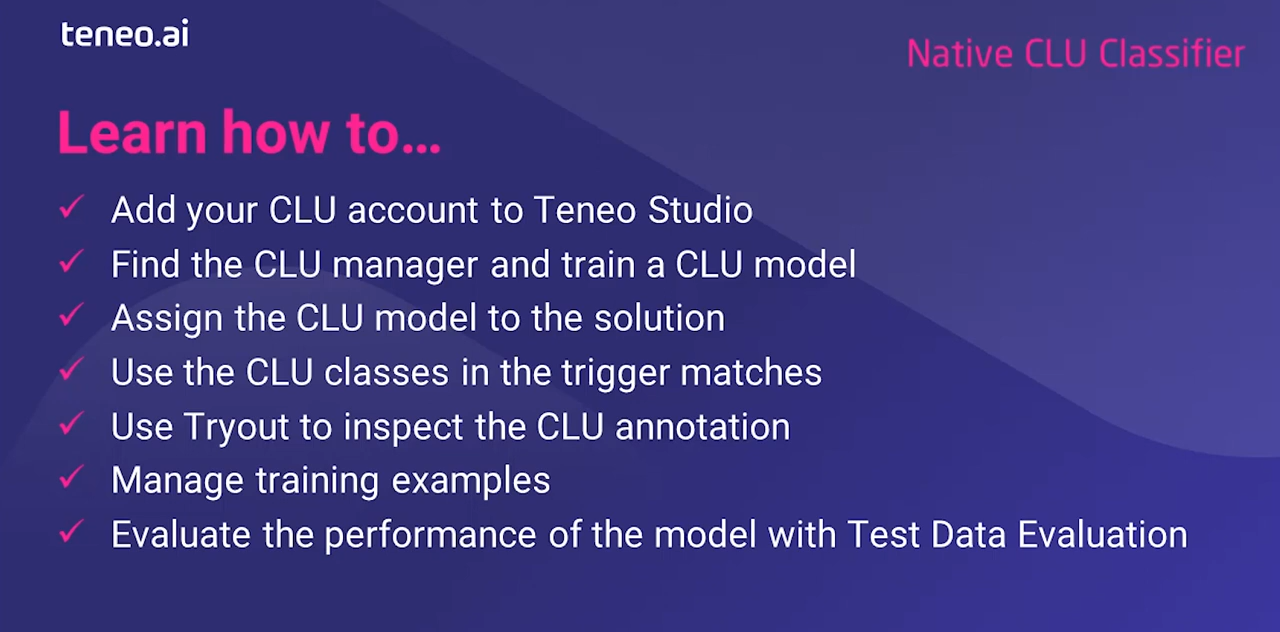 teneo.ai
Native CLU Classifier
Learn how to...
Add your CLU account to Teneo Studio
Find the CLU manager and train a CLU model
Assign the CLU model to the solution
Use the CLU classes in the trigger matches
Use Tryout to inspect the CLU annotation
Manage training examples
Evaluate the performance of the model with Test Data Evaluation